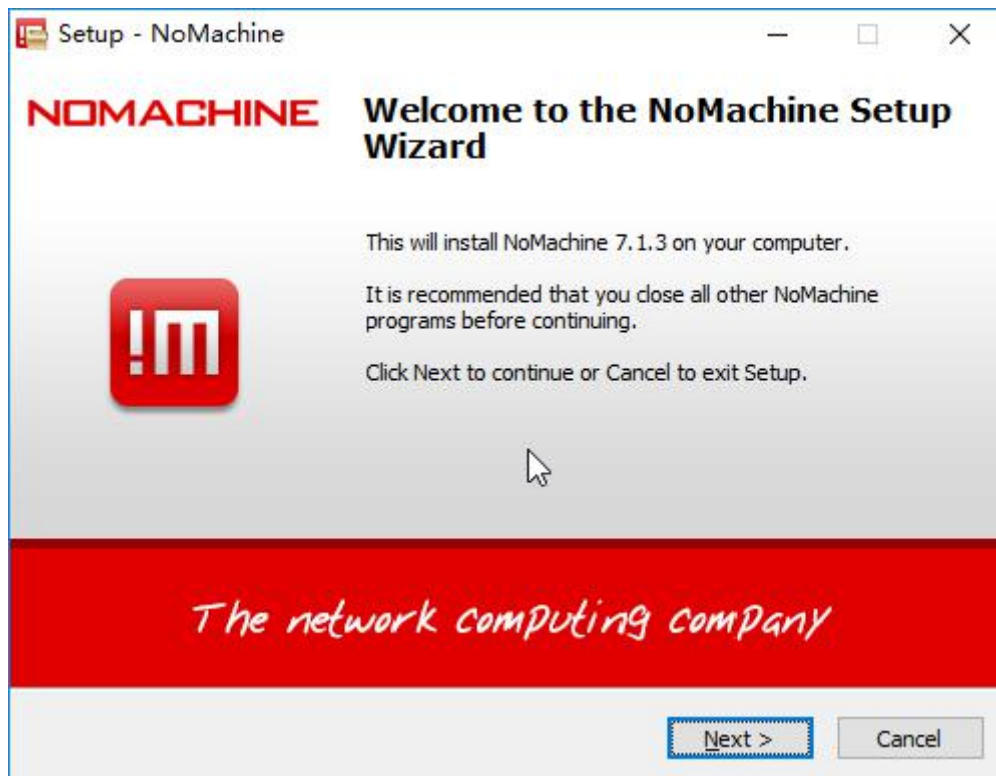 Setup - NoMachine
NOMACHINE
Welcome to the NoMachine Setup
Wizard
This will install NoMachine 7.1.3 on your computer.
It is recommended that you close all other NoMachine
programs before continuing.
Click Next to continue or Cancel to exit Setup.
!m
The network computing company
Next >
Cancel